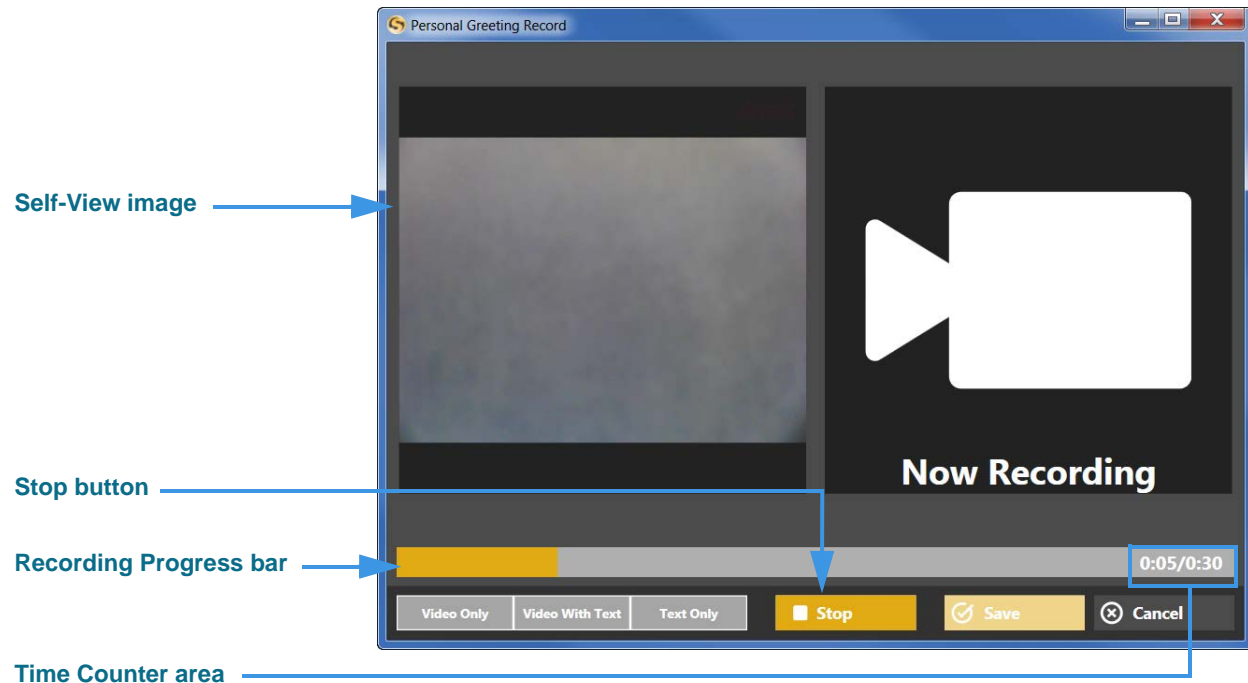 Personal Greeting Record
Self-View image
Now Recording
Stop button
Recording Progress bar
0:05/0:30
Video Only Video With Text Text Only Stop Save Cancel
Time Counter area